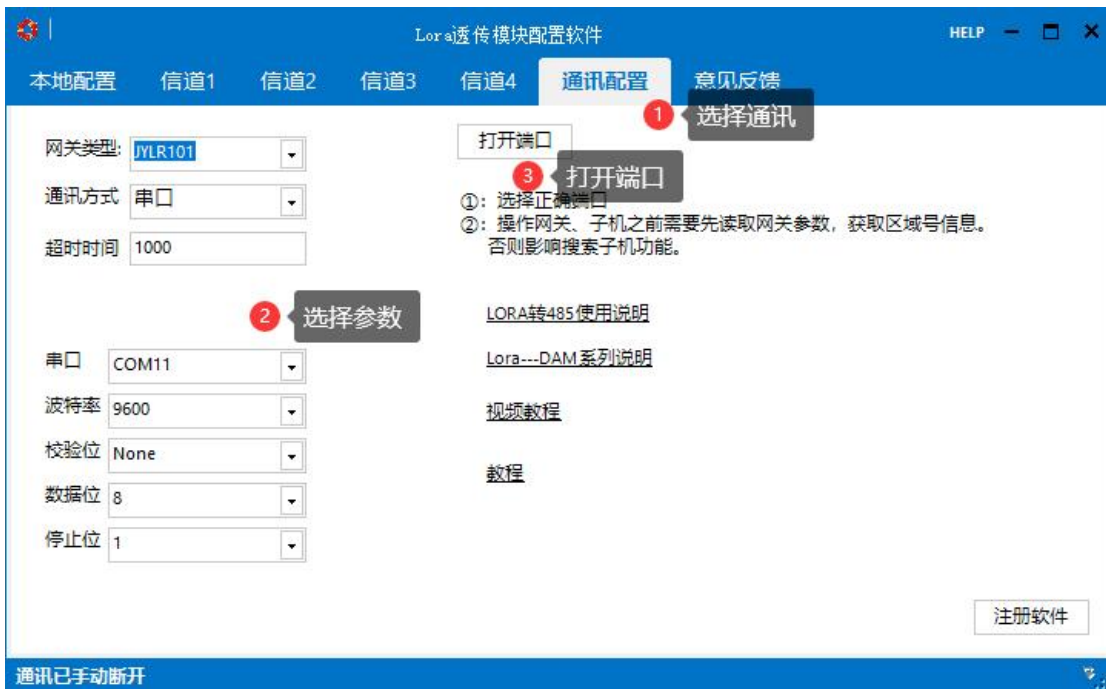 Lora透传模块配置软件
HELP
本地配置 信道1 信道2 信道3 信道4 通讯配置 意见反馈
1 选择通讯
网关类型: JYLR101
打开端口
3 打开端口
通讯方式 串口
①：选择正确端口
②：操作网关、子机之前需要先读取网关参数，获取区域号信息。
否则影响搜索子机功能。
超时时间 1000
2 选择参数
LORA转485使用说明
串口 COM11
Lora---DAM系列说明
波特率 9600
视频教程
校验位 None
教程
数据位 8
停止位 1
注册软件
通讯已手动断开